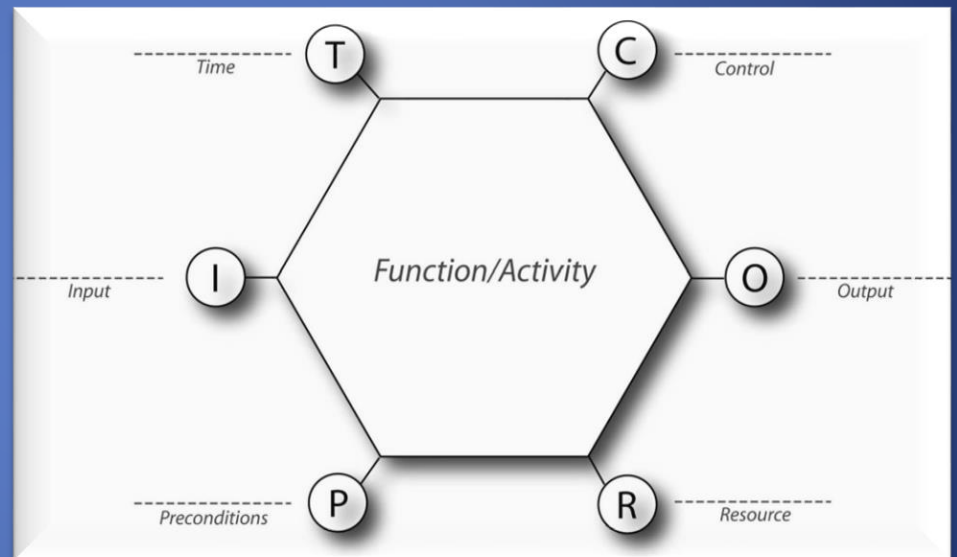 T
C
Time
Control
Function/Activity
I
O
Input
Output
P
R
Preconditions
Resource